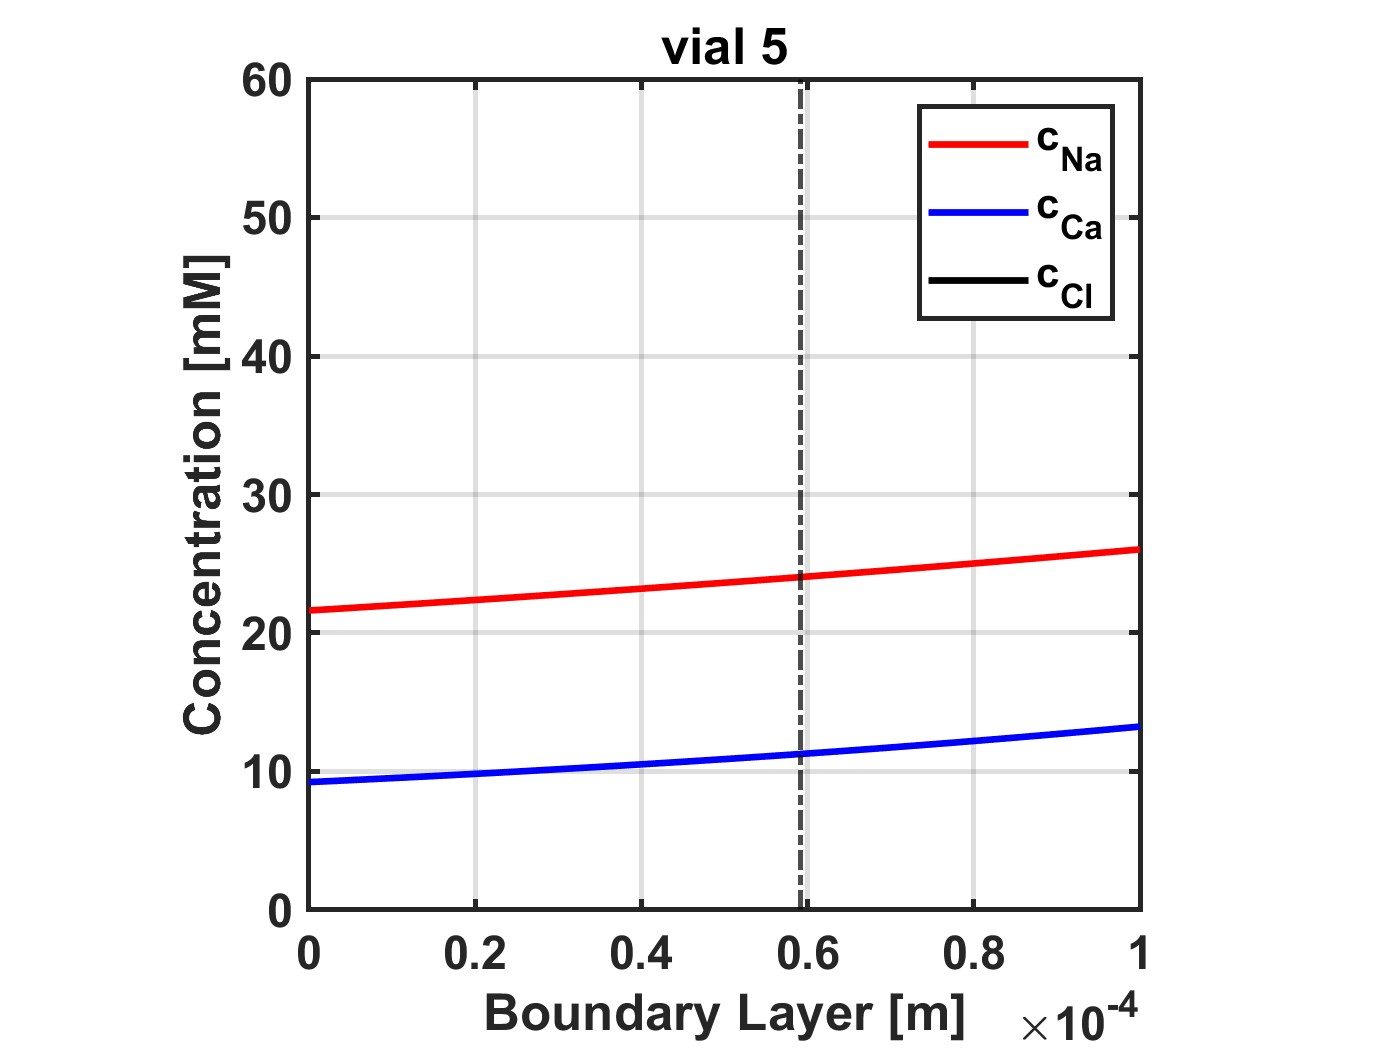 vial 5
60
50
40
30
20
10
0
Concentration [mM]
c_Na
c_Ca
c_Cl
0 0.2 0.4 0.6 0.8 1
Boundary Layer [m]
×10^-4